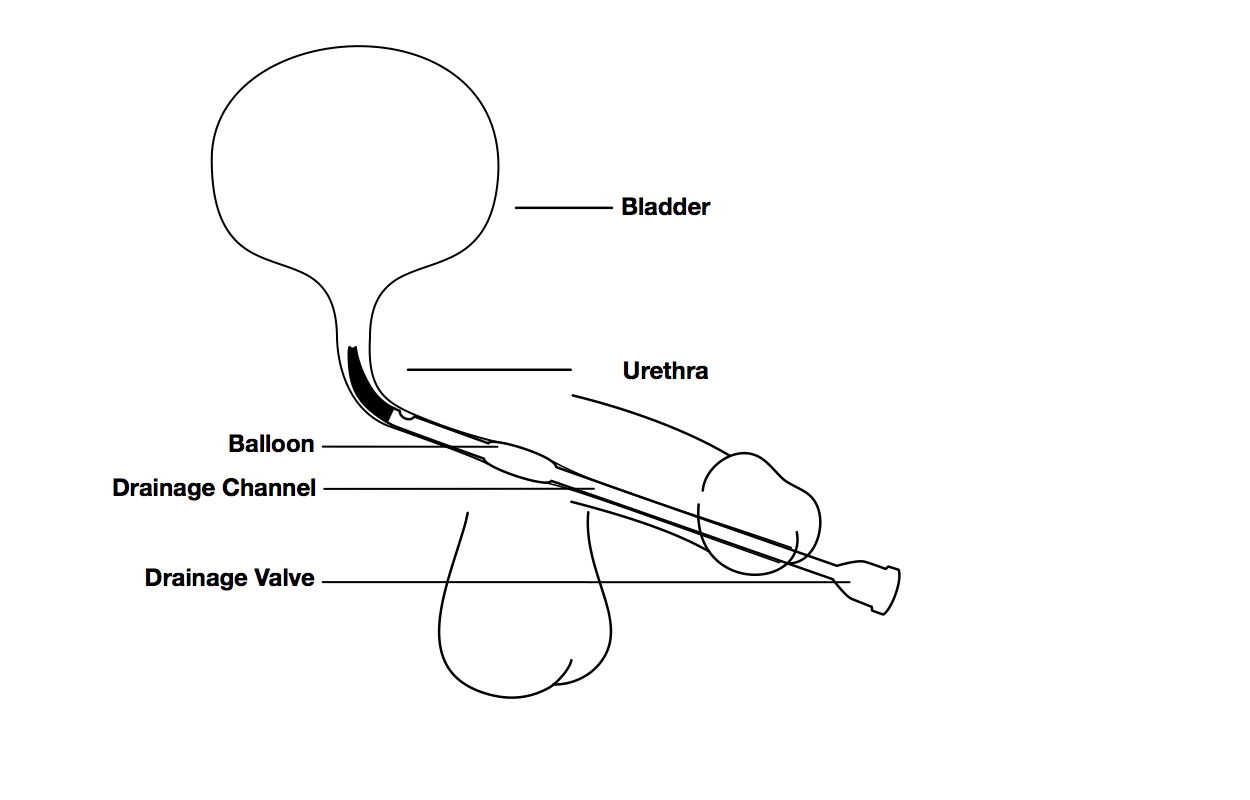 Bladder
Urethra
Balloon
Drainage Channel
Drainage Valve